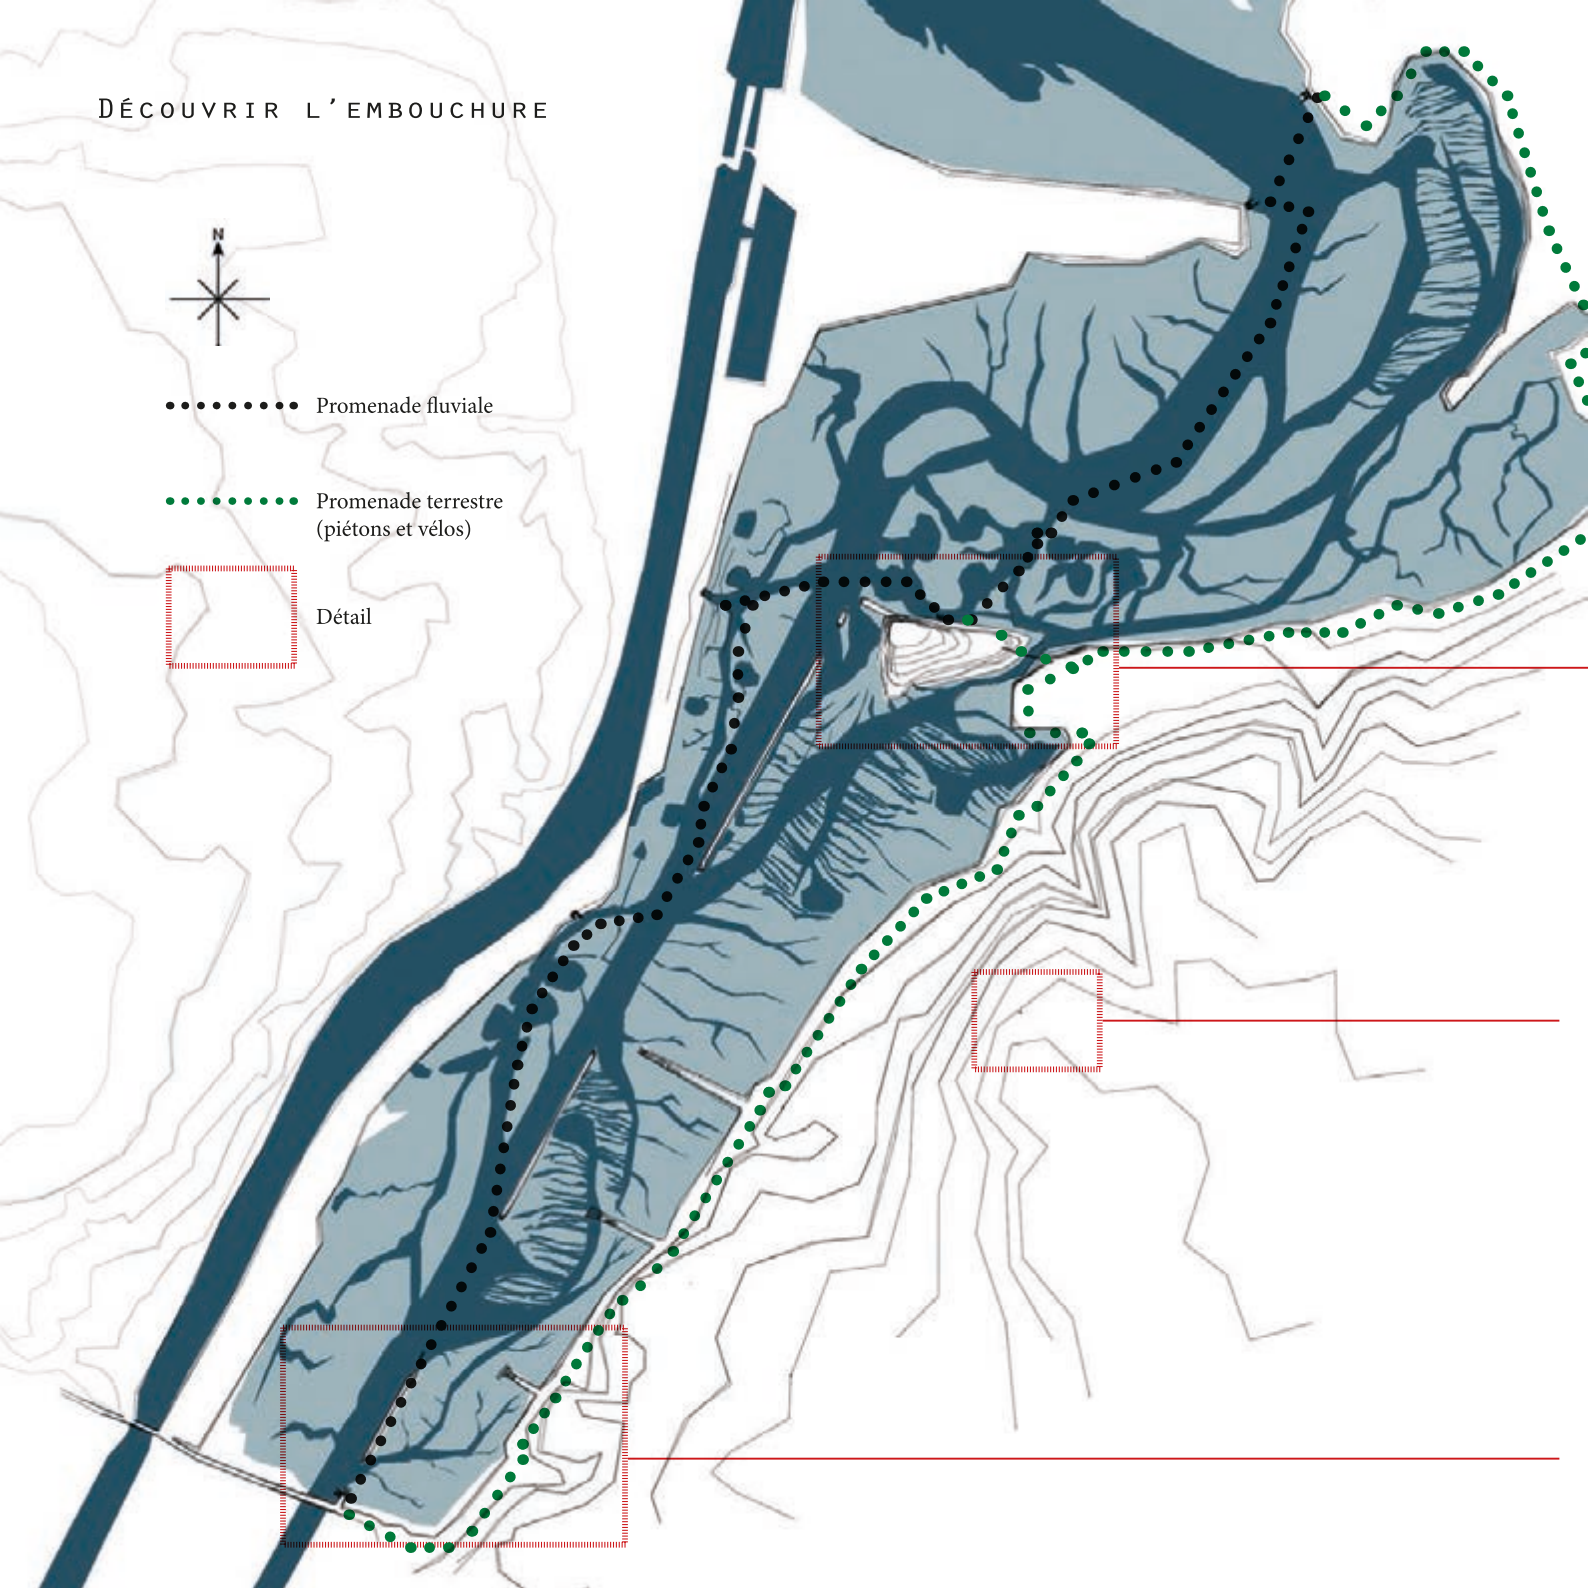 DÉCOUVRIR L'EMBOUCHURE
N
Promenade fluviale
Promenade terrestre
(piétons et vélos)
Détail